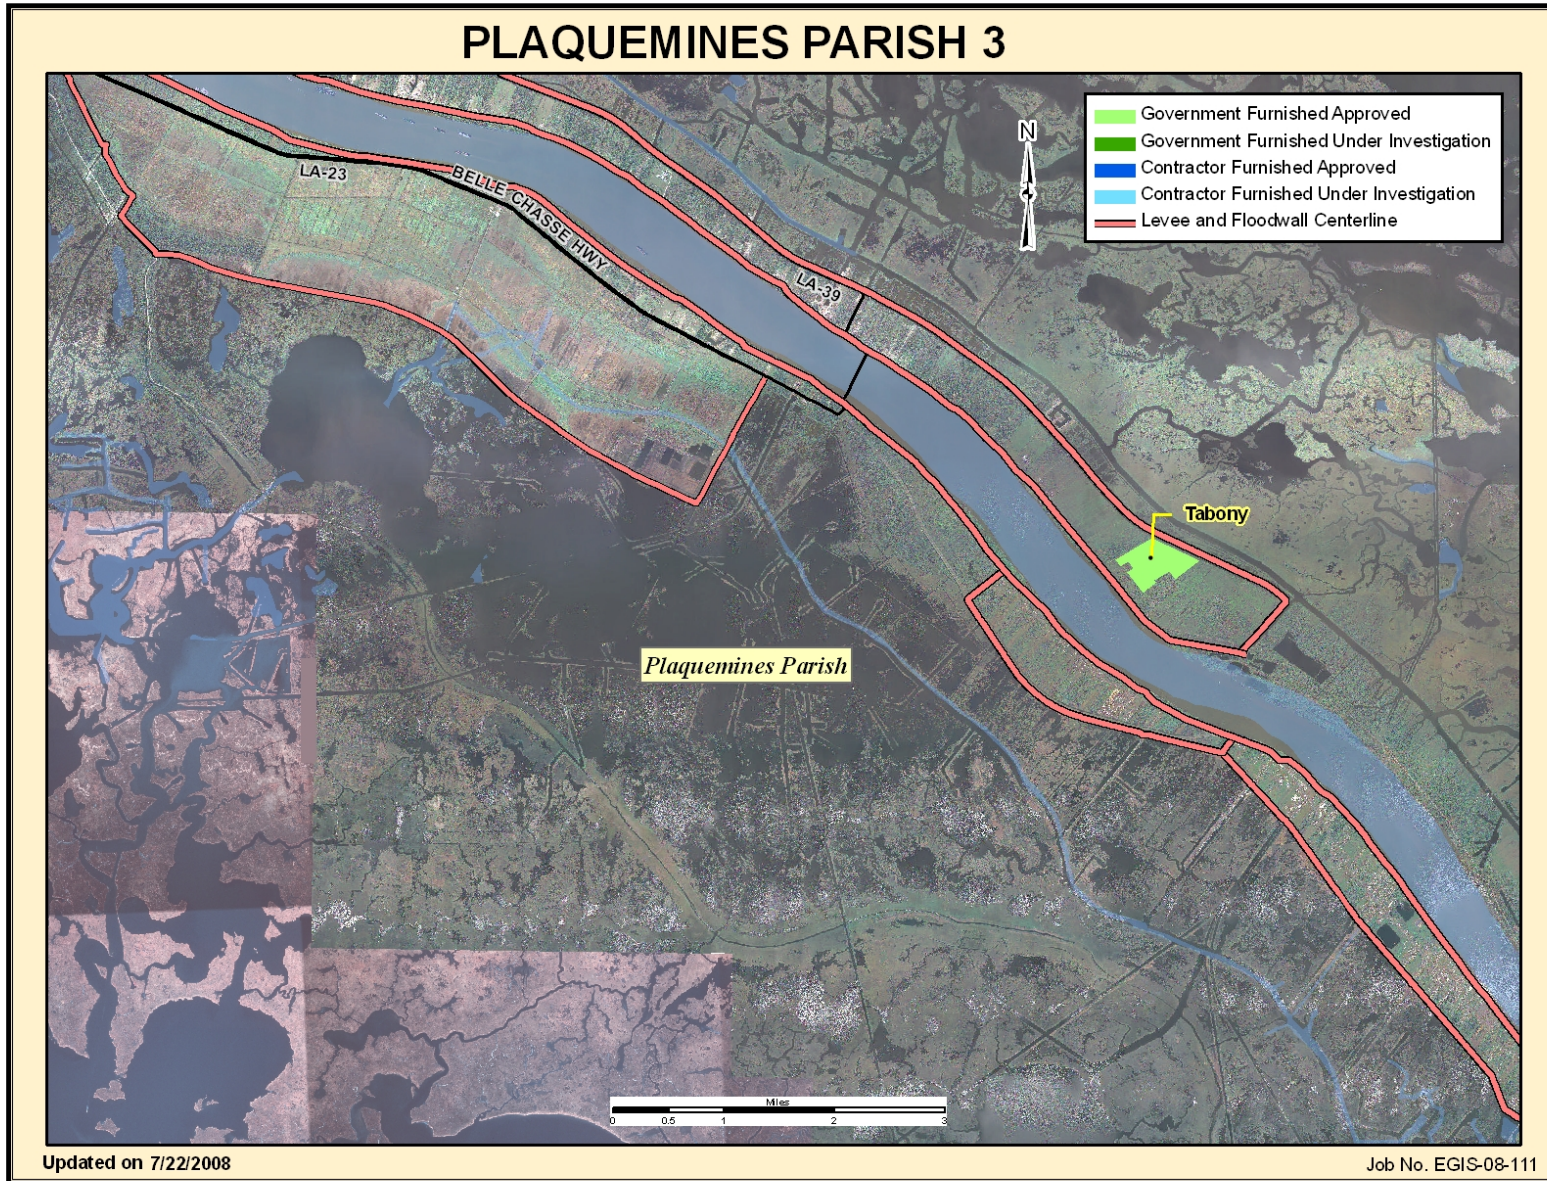 PLAQUEMINES PARISH 3
Government Furnished Approved
Government Furnished Under Investigation
Contractor Furnished Approved
Contractor Furnished Under Investigation
Levee and Floodwall Centerline
N
LA-23
BELLE CHASSE HWY
LA-39
Tabony
Plaquemines Parish
Miles
0 0.5 1 2 3
Updated on 7/22/2008
Job No. EGIS-08-111